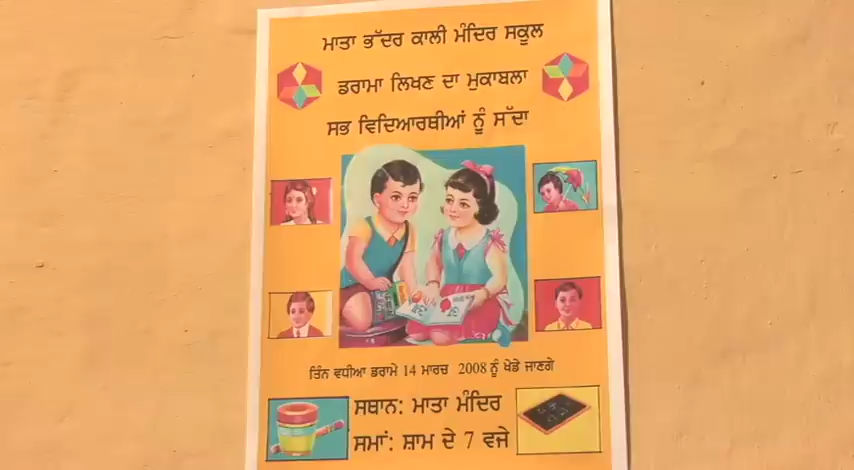 ਮਾਤਾ ਭੱਦਰ ਕਾਲੀ ਮੰਦਿਰ ਸਕੂਲ
ਡਰਾਮਾ ਲਿਖਣ ਦਾ ਮੁਕਾਬਲਾ
ਸਭ ਵਿਦਿਆਰਥੀਆਂ ਨੂੰ ਸੱਦਾ
ਤਿੰਨ ਵਧੀਆ ਡਰਾਮੇ 14 ਮਾਰਚ 2008 ਨੂੰ ਖੇਡੇ ਜਾਣਗੇ
ਸਥਾਨ: ਮਾਤਾ ਮੰਦਿਰ
ਸਮਾਂ: ਸ਼ਾਮ ਦੇ 7 ਵਜੇ